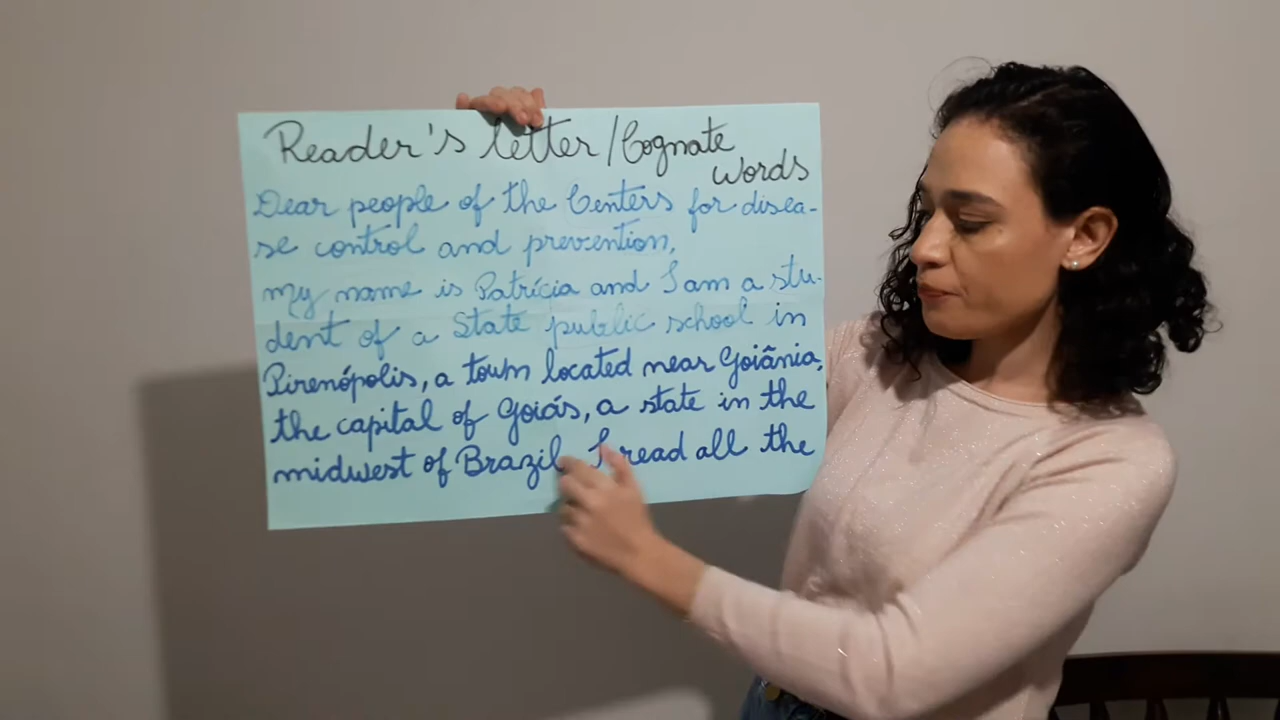 Reader's letter/Cognate
Words
Dear people of the Centers for disea-
se control and prevention,
my name is Patrícia and I am a stu-
dent of a State public school in
Pirenópolis, a town located near Goiânia,
the capital of Goiás, a state in the
midwest of Brazil. I read all the